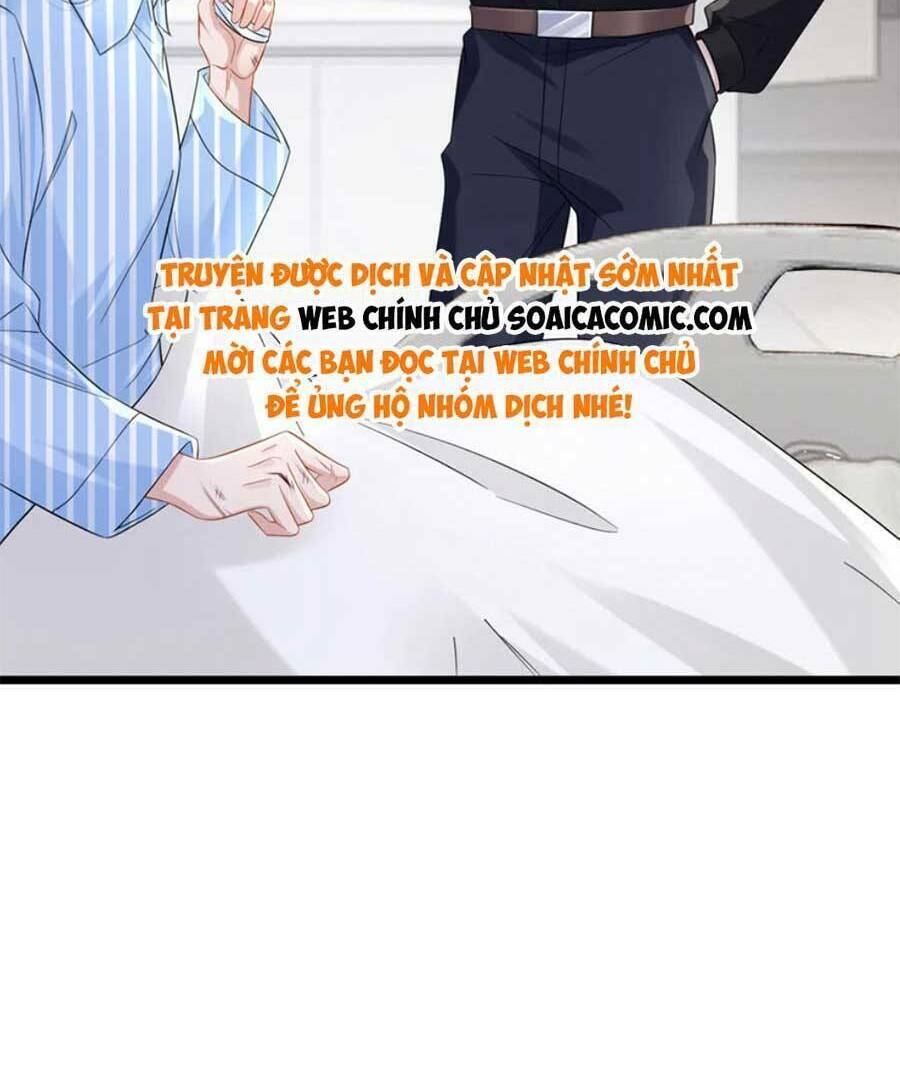 TRUYỆN ĐƯỢC DỊCH VÀ CẬP NHẬT SỚM NHẤT
TẠI TRANG WEB CHÍNH CHỦ SOAICACOMIC.COM
MỜI CÁC BẠN ĐỌC TẠI WEB CHÍNH CHỦ
ĐỂ ỦNG HỘ NHÓM DỊCH NHÉ!